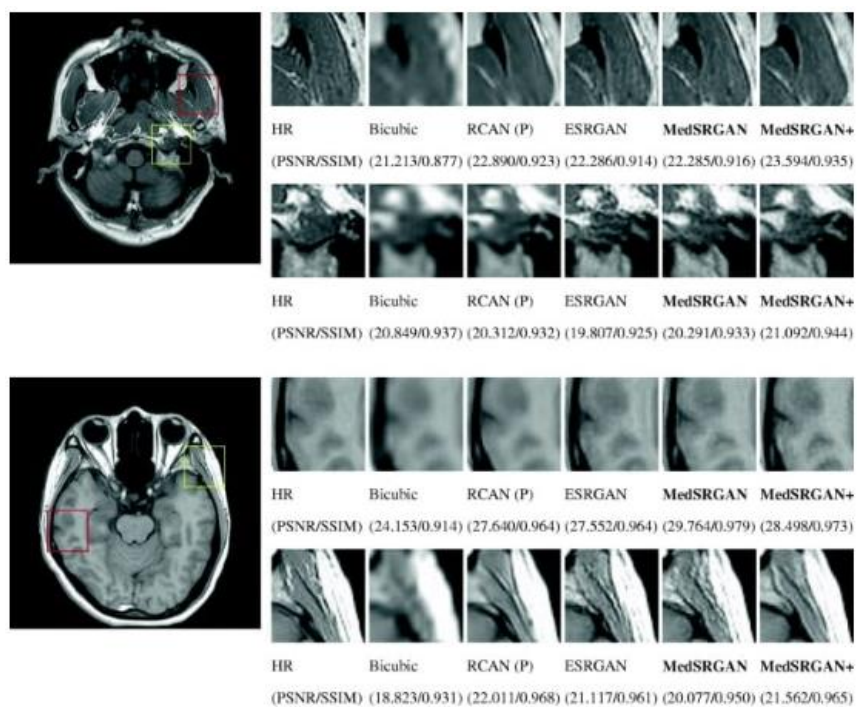 HR Bicubic RCAN (P) ESRGAN MedSRGAN MedSRGAN+
(PSNR/SSIM) (21.213/0.877) (22.890/0.923) (22.286/0.914) (22.285/0.916) (23.594/0.935)
HR Bicubic RCAN (P) ESRGAN MedSRGAN MedSRGAN+
(PSNR/SSIM) (20.849/0.937) (20.312/0.932) (19.807/0.925) (20.291/0.933) (21.092/0.944)
HR Bicubic RCAN (P) ESRGAN MedSRGAN MedSRGAN+
(PSNR/SSIM) (24.153/0.914) (27.640/0.964) (27.552/0.964) (29.764/0.979) (28.498/0.973)
HR Bicubic RCAN (P) ESRGAN MedSRGAN MedSRGAN+
(PSNR/SSIM) (18.823/0.931) (22.011/0.968) (21.117/0.961) (20.077/0.950) (21.562/0.965)